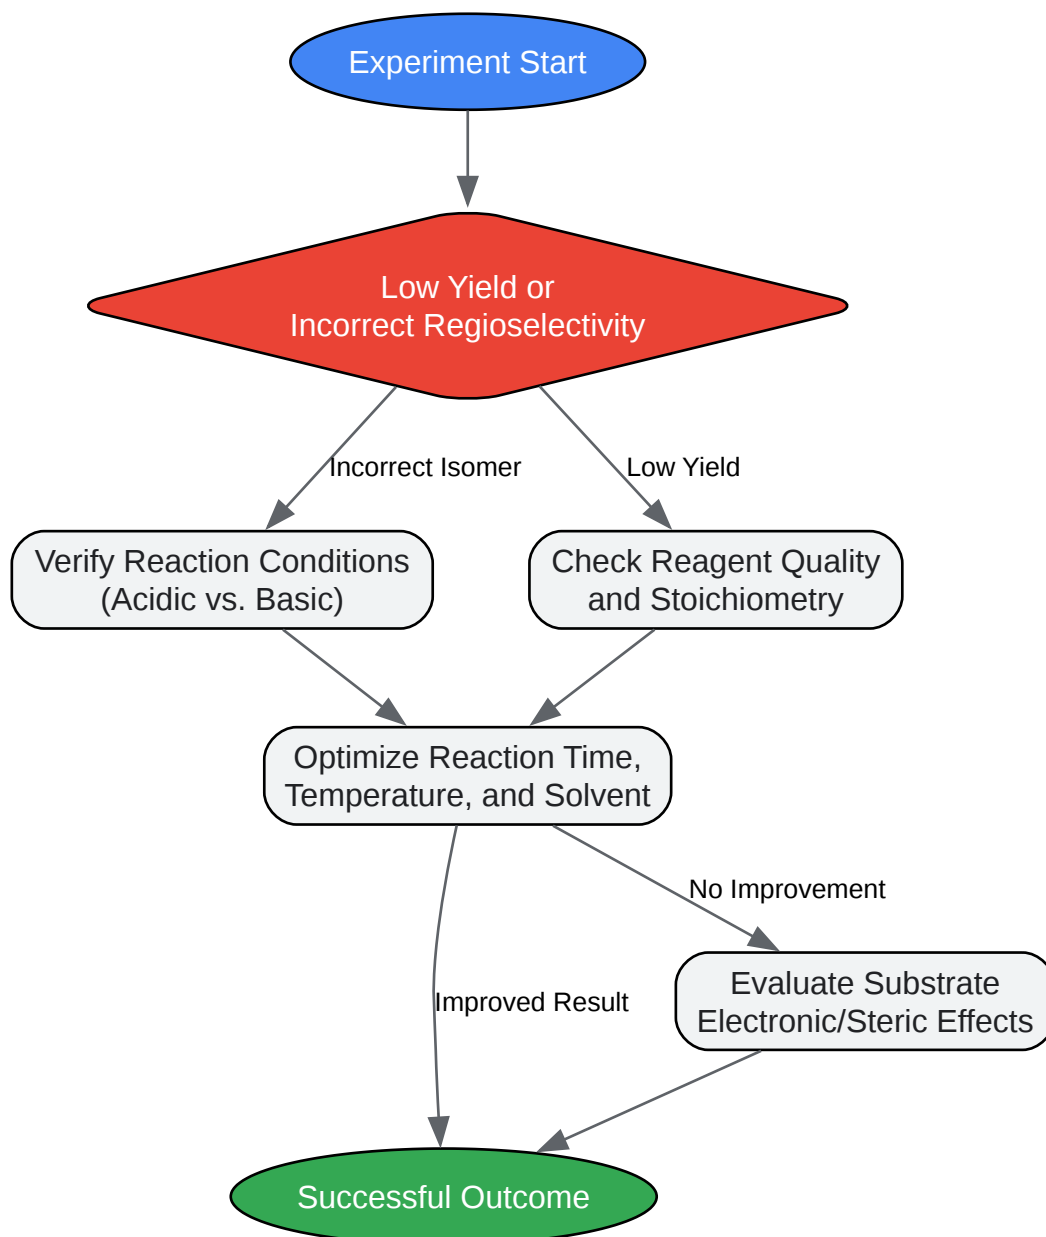 Experiment Start
Low Yield or
Incorrect Regioselectivity
Incorrect Isomer
Low Yield
Verify Reaction Conditions
(Acidic vs. Basic)
Check Reagent Quality
and Stoichiometry
Optimize Reaction Time,
Temperature, and Solvent
No Improvement
Improved Result
Evaluate Substrate
Electronic/Steric Effects
Successful Outcome